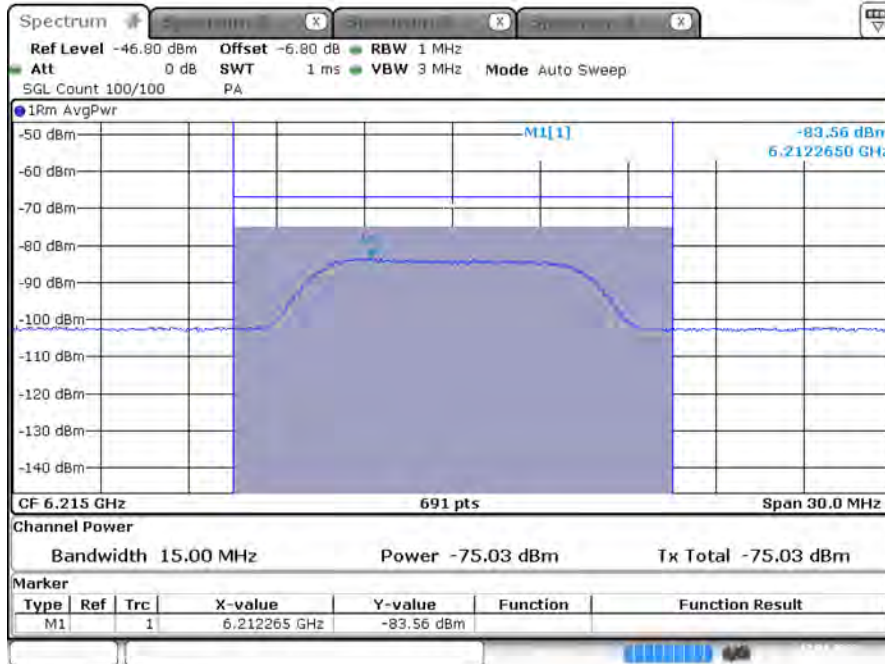 Spectrum
X X X
Ref Level -46.80 dBm Offset -6.80 dB RBW 1 MHz
Att 0 dB SWT 1 ms VBW 3 MHz Mode Auto Sweep
SGL Count 100/100 PA
1Rm AvgPwr
-50 dBm M1[1] -83.56 dBm
6.2122650 GHz
-60 dBm
-70 dBm
-80 dBm
-90 dBm
-100 dBm
-110 dBm
-120 dBm
-130 dBm
-140 dBm
CF 6.215 GHz 691 pts Span 30.0 MHz
Channel Power
Bandwidth 15.00 MHz Power -75.03 dBm Tx Total -75.03 dBm
Marker
Type Ref Trc X-value Y-value Function Function Result
M1 1 6.212265 GHz -83.56 dBm